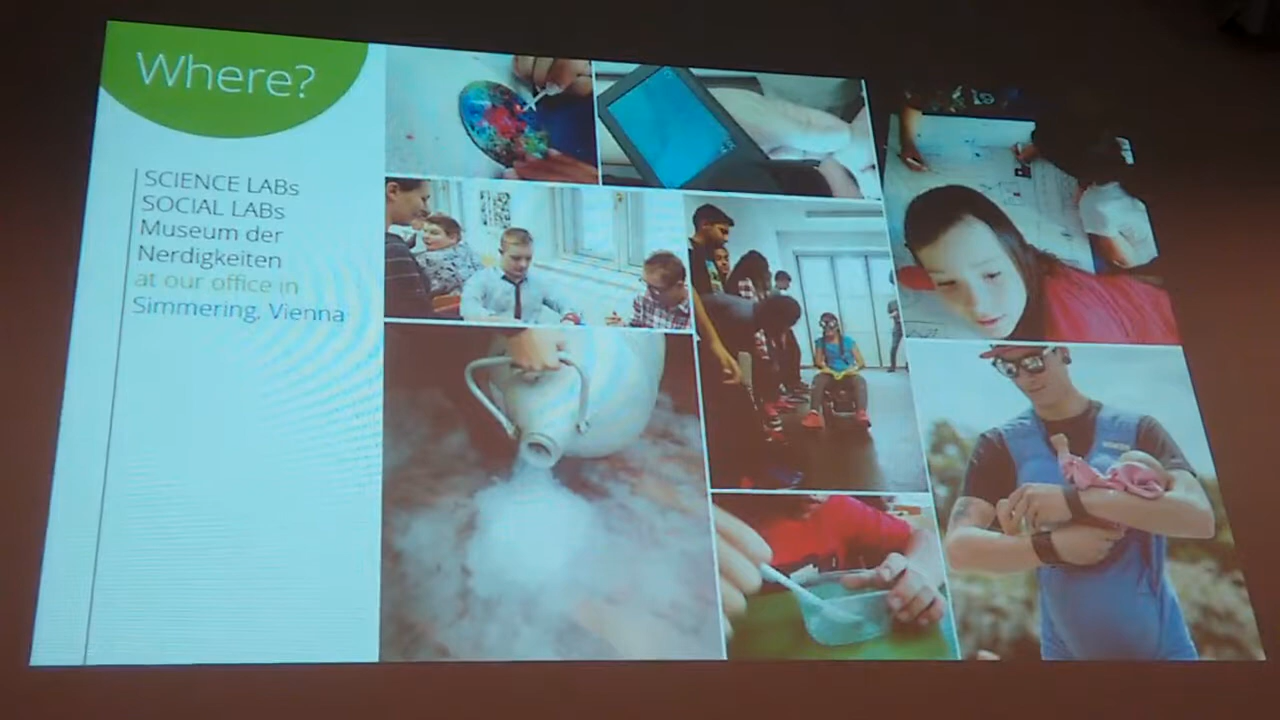 Where?
SCIENCE LABs
SOCIAL LABs
Museum der
Nerdigkeiten
at our office in
Simmering, Vienna